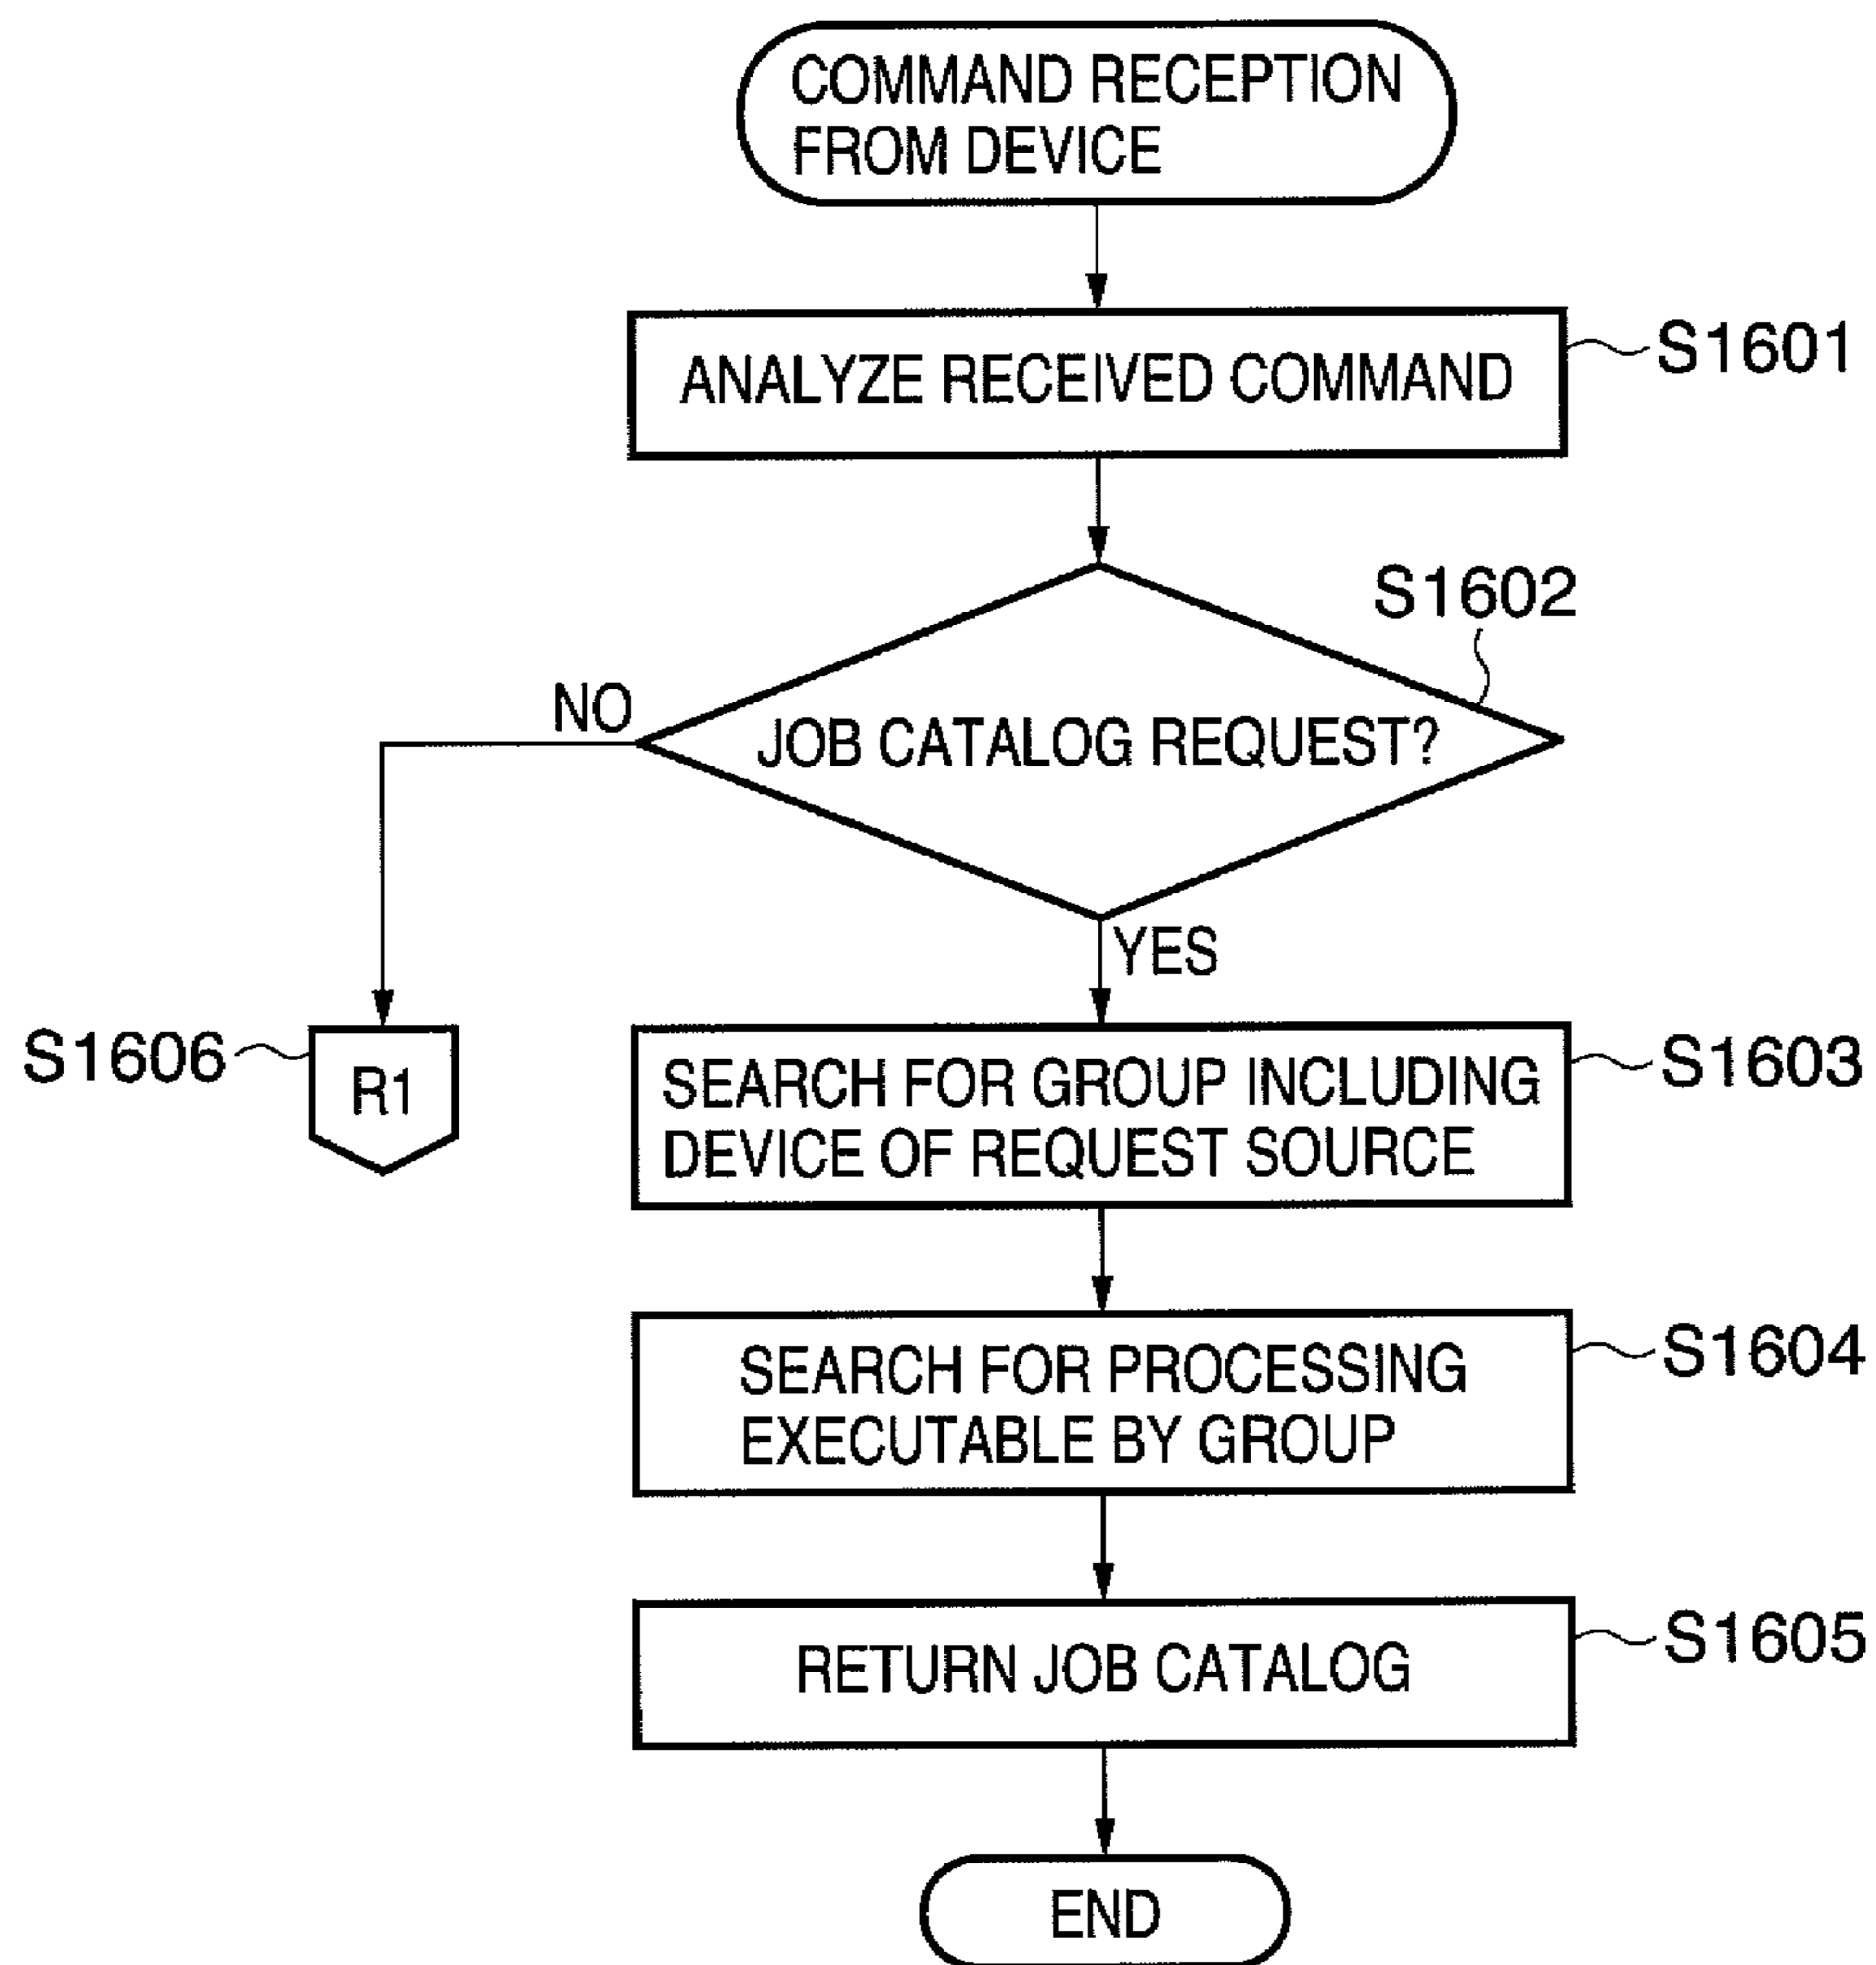 COMMAND RECEPTION
FROM DEVICE
ANALYZE RECEIVED COMMAND
S1601
S1602
JOB CATALOG REQUEST?
NO
YES
S1606
R1
SEARCH FOR GROUP INCLUDING
DEVICE OF REQUEST SOURCE
S1603
SEARCH FOR PROCESSING
EXECUTABLE BY GROUP
S1604
RETURN JOB CATALOG
S1605
END